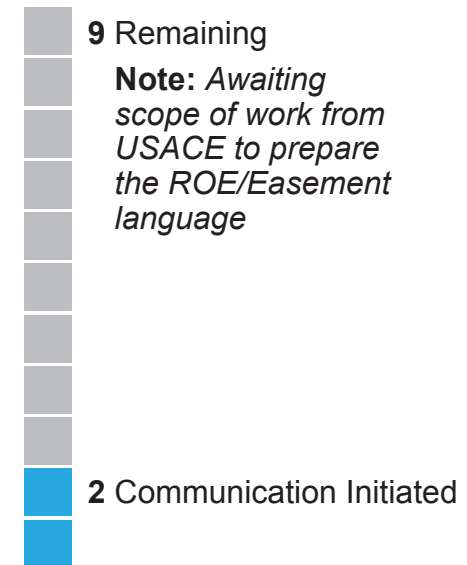 9 Remaining
Note: Awaiting
scope of work from
USACE to prepare
the ROE/Easement
language
2 Communication Initiated